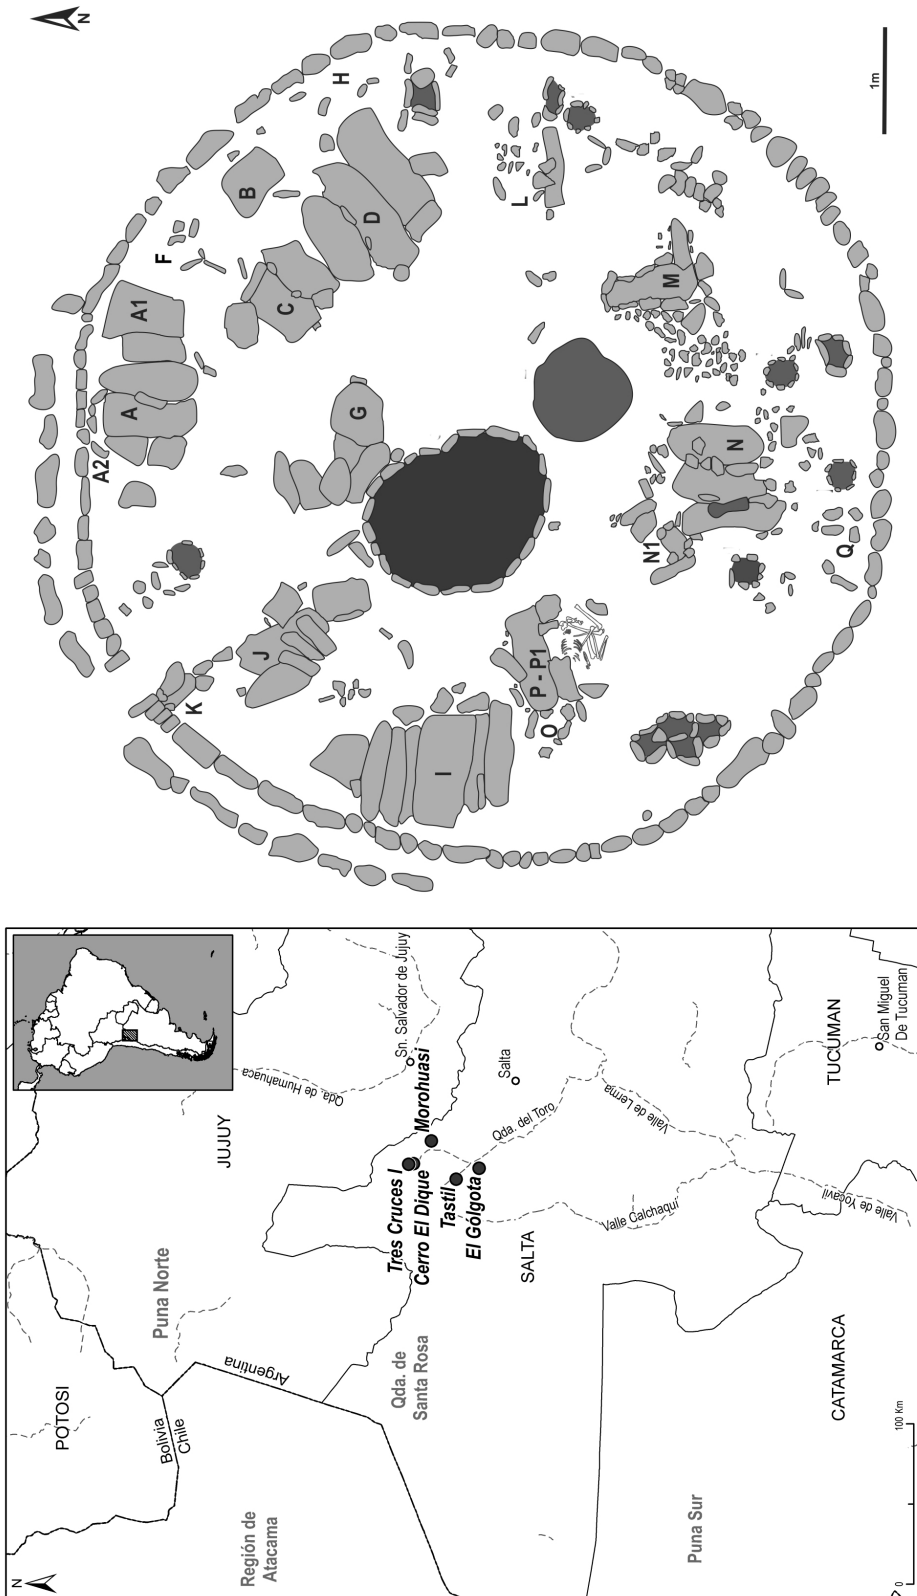 N
POTOSI
Bolivia
Chile
Puna Norte
JUJUY
Qda. de Humahuaca
Sn. Salvador de Jujuy
Argentina
Región de
Atacama
Qda. de
Santa Rosa
Tres Cruces I
Cerro El Dique
Morohuasi
Tastil
El Gólgota
Salta
Qda. del Toro
SALTA
Valle de Lerma
Valle Calchaquí
Puna Sur
CATAMARCA
Valle de Yocavil
TUCUMAN
San Miguel
De Tucuman
0
100 Km
N
A2
A
A1
F
B
H
C
D
G
K
J
I
L
P - P1
O
M
N1
N
Q
1m